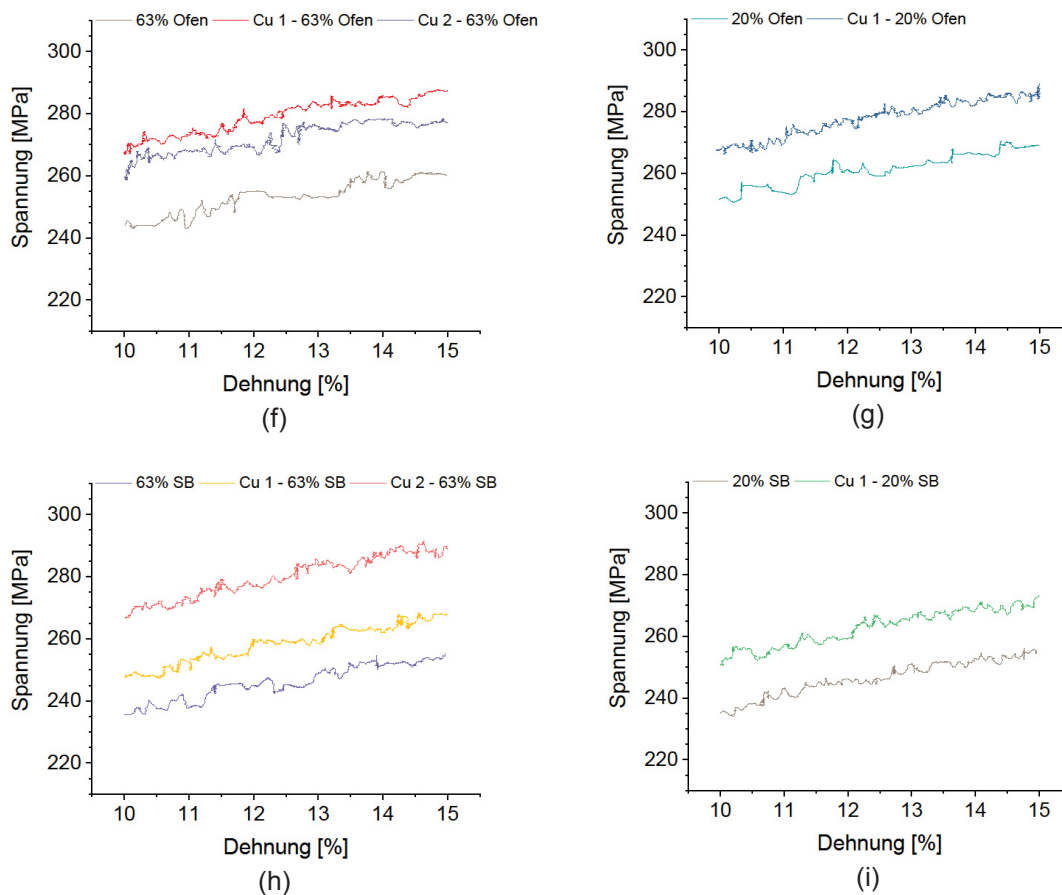 63% Ofen Cu 1 - 63% Ofen Cu 2 - 63% Ofen
300
280
260
240
220
Spannung [MPa]
10 11 12 13 14 15
Dehnung [%]
(f)
20% Ofen Cu 1 - 20% Ofen
300
280
260
240
220
Spannung [MPa]
10 11 12 13 14 15
Dehnung [%]
(g)
63% SB Cu 1 - 63% SB Cu 2 - 63% SB
300
280
260
240
220
Spannung [MPa]
10 11 12 13 14 15
Dehnung [%]
(h)
20% SB Cu 1 - 20% SB
300
280
260
240
220
Spannung [MPa]
10 11 12 13 14 15
Dehnung [%]
(i)